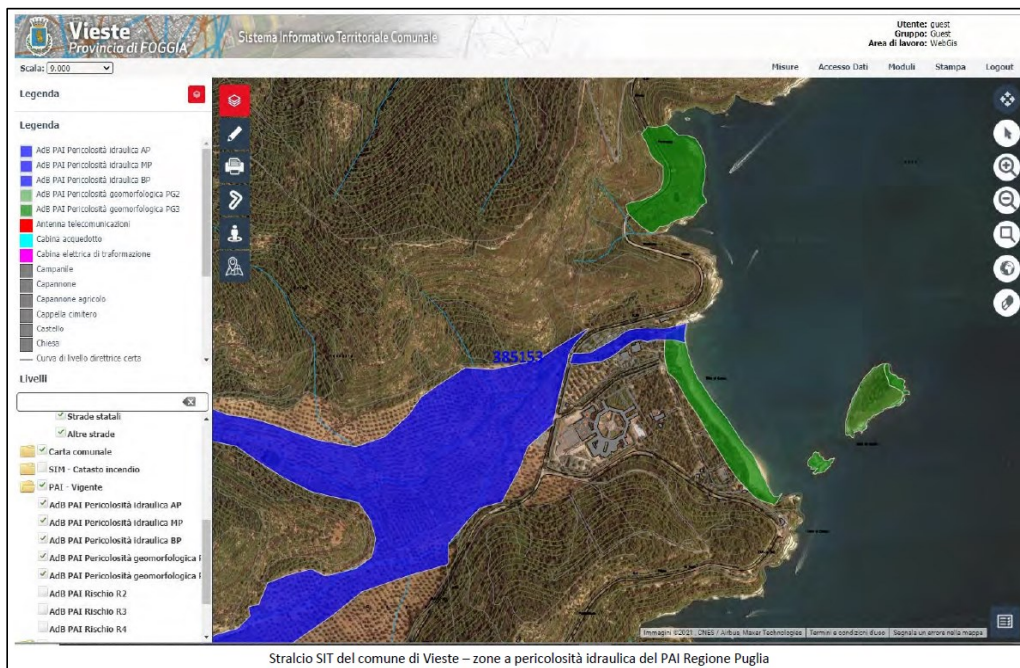 Vieste
Provincia di FOGGIA
Sistema Informativo Territoriale Comunale
Utente: guest
Gruppo: Guest
Area di lavoro: WebGis
Scala: 9.000
Misure
Accesso Dati
Moduli
Stampa
Logout
Legenda
Legenda
AdB PAI Pericolosità idraulica AP
AdB PAI Pericolosità idraulica MP
AdB PAI Pericolosità idraulica BP
AdB PAI Pericolosità geomorfologica PG2
AdB PAI Pericolosità geomorfologica PG3
Antenna telecomunicazioni
Cabina acquedotto
Cabina elettrica di traformazione
Campanile
Capannone
Capannone agricolo
Cappella cimitero
Castello
Chiesa
Curva di livello direttrice certa
Livelli
Strade statali
Altre strade
Carta comunale
SIM - Catasto incendio
PAI - Vigente
AdB PAI Pericolosità idraulica AP
AdB PAI Pericolosità idraulica MP
AdB PAI Pericolosità idraulica BP
AdB PAI Pericolosità geomorfologica
AdB PAI Pericolosità geomorfologica
AdB PAI Rischio R2
AdB PAI Rischio R3
AdB PAI Rischio R4
385153
Immagini ©2021 , CNES / Airbus, Maxar Technologies
Termini e condizioni d'uso
Segnala un errore nella mappa
Stralcio SIT del comune di Vieste – zone a pericolosità idraulica del PAI Regione Puglia